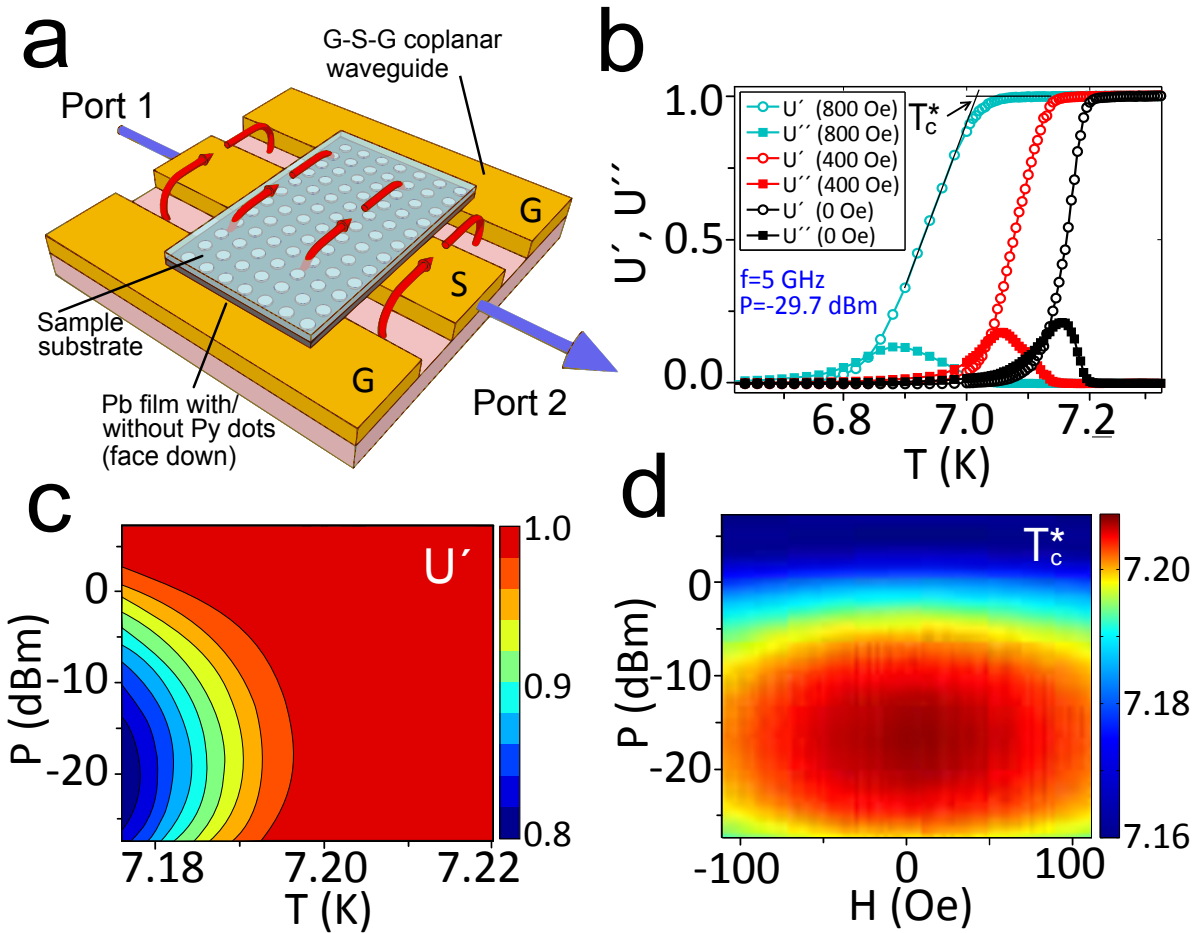 a
G-S-G coplanar
waveguide
Port 1
G
S
G
Sample
substrate
Pb film with/
without Py dots
(face down)
Port 2
b
U´, U´´
1.0
0.5
0.0
U´ (800 Oe)
U´´ (800 Oe)
U´ (400 Oe)
U´´ (400 Oe)
U´ (0 Oe)
U´´ (0 Oe)
f=5 GHz
P=-29.7 dBm
T*c
6.8 7.0 7.2
T (K)
c
U´
P (dBm)
0
-10
-20
7.18 7.20 7.22
T (K)
1.0
0.9
0.8
d
T*c
P (dBm)
0
-10
-20
-100 0 100
H (Oe)
7.20
7.18
7.16